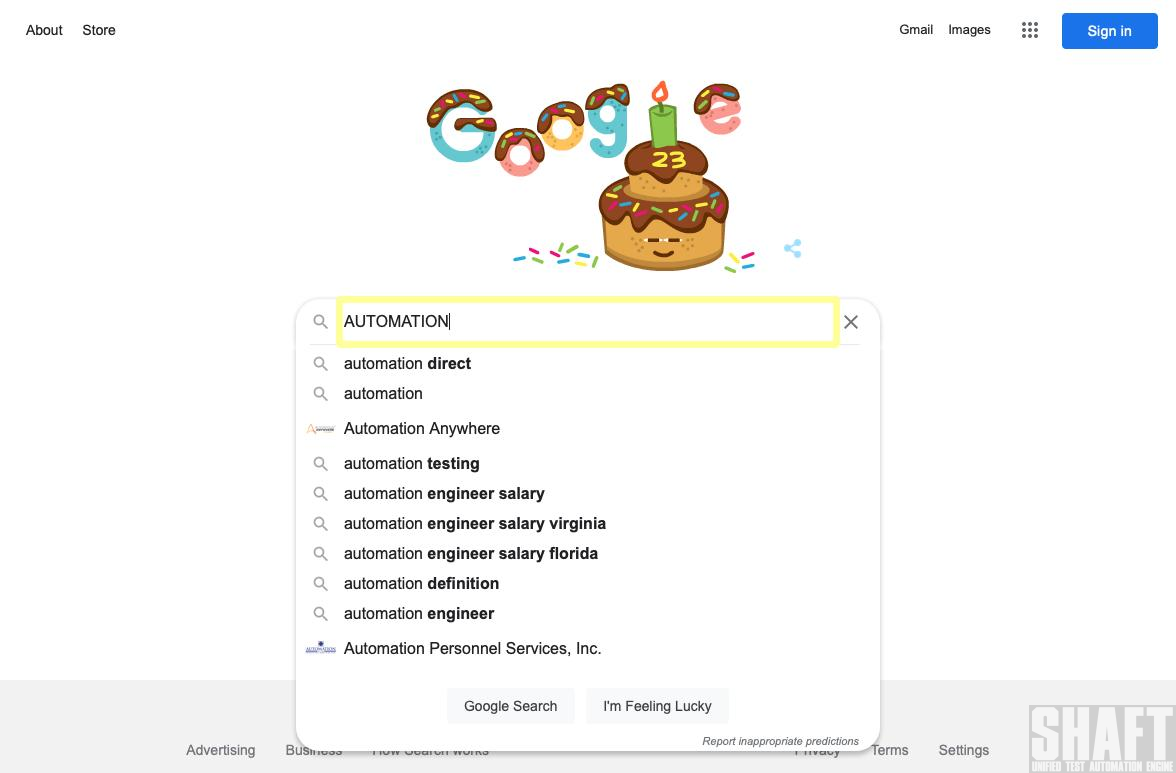 About Store
Gmail Images
Sign in
Google
23
AUTOMATION
automation direct
automation
Automation Anywhere
automation testing
automation engineer salary
automation engineer salary virginia
automation engineer salary florida
automation definition
automation engineer
Automation Personnel Services, Inc.
Google Search I'm Feeling Lucky
Report inappropriate predictions
Advertising Business How Search works Privacy Terms Settings
SHAFT
UNIFIED TEST AUTOMATION ENGINE